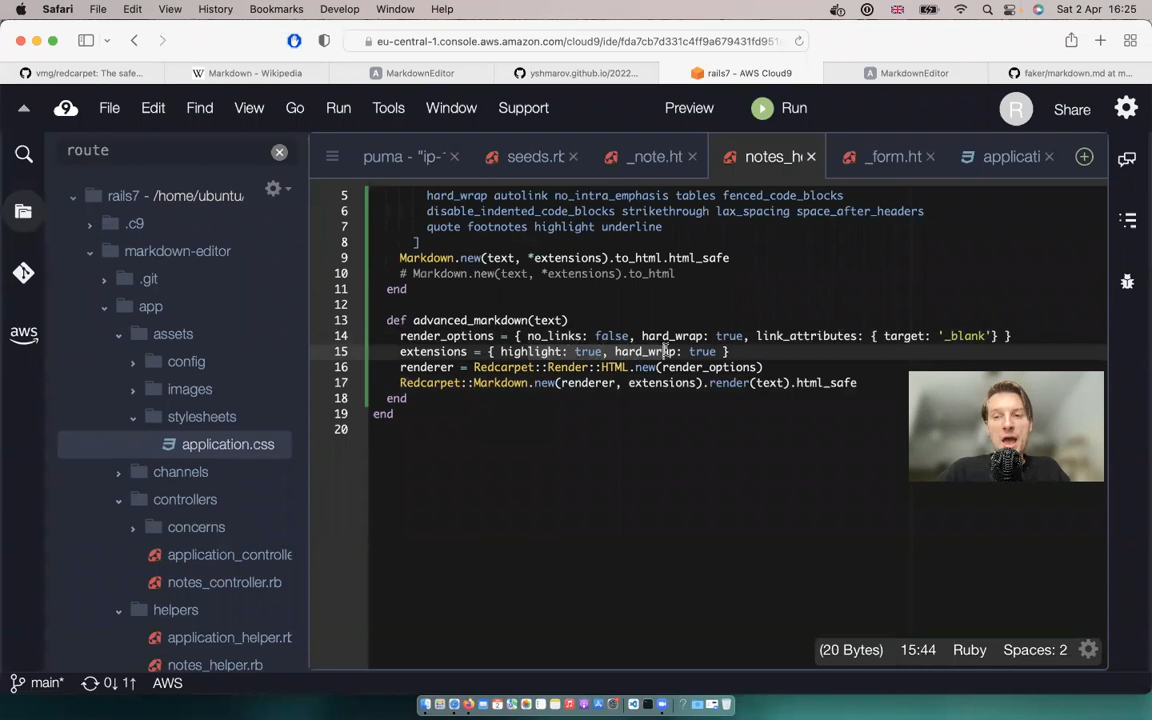 Safari File Edit View History Bookmarks Develop Window Help Sat 2 Apr 16:25
eu-central-1.console.aws.amazon.com/cloud9/ide/fda7cb7d331c4ff9a679431fd951
vmg/redcarpet: The safe... Markdown - Wikipedia MarkdownEditor yshmarov.github.io/2022... rails7 - AWS Cloud9 MarkdownEditor faker/markdown.md at m...
9 File Edit Find View Go Run Tools Window Support Preview Run R Share
route
puma - "ip-1 seeds.rb _note.ht notes_he _form.ht applicati
rails7 - /home/ubuntu/
.c9
markdown-editor
.git
app
assets
config
images
stylesheets
application.css
channels
controllers
concerns
application_controlle
notes_controller.rb
helpers
application_helper.rb
notes_helper.rb
5 hard_wrap autolink no_intra_emphasis tables fenced_code_blocks
6 disable_indented_code_blocks strikethrough lax_spacing space_after_headers
7 quote footnotes highlight underline
8 ]
9 Markdown.new(text, *extensions).to_html.html_safe
10 # Markdown.new(text, *extensions).to_html
11 end
12
13 def advanced_markdown(text)
14 render_options = { no_links: false, hard_wrap: true, link_attributes: { target: '_blank'} }
15 extensions = { highlight: true, hard_wrap: true }
16 renderer = Redcarpet::Render::HTML.new(render_options)
17 Redcarpet::Markdown.new(renderer, extensions).render(text).html_safe
18 end
19 end
20
aws
(20 Bytes) 15:44 Ruby Spaces: 2
main* 0↓ 1↑ AWS